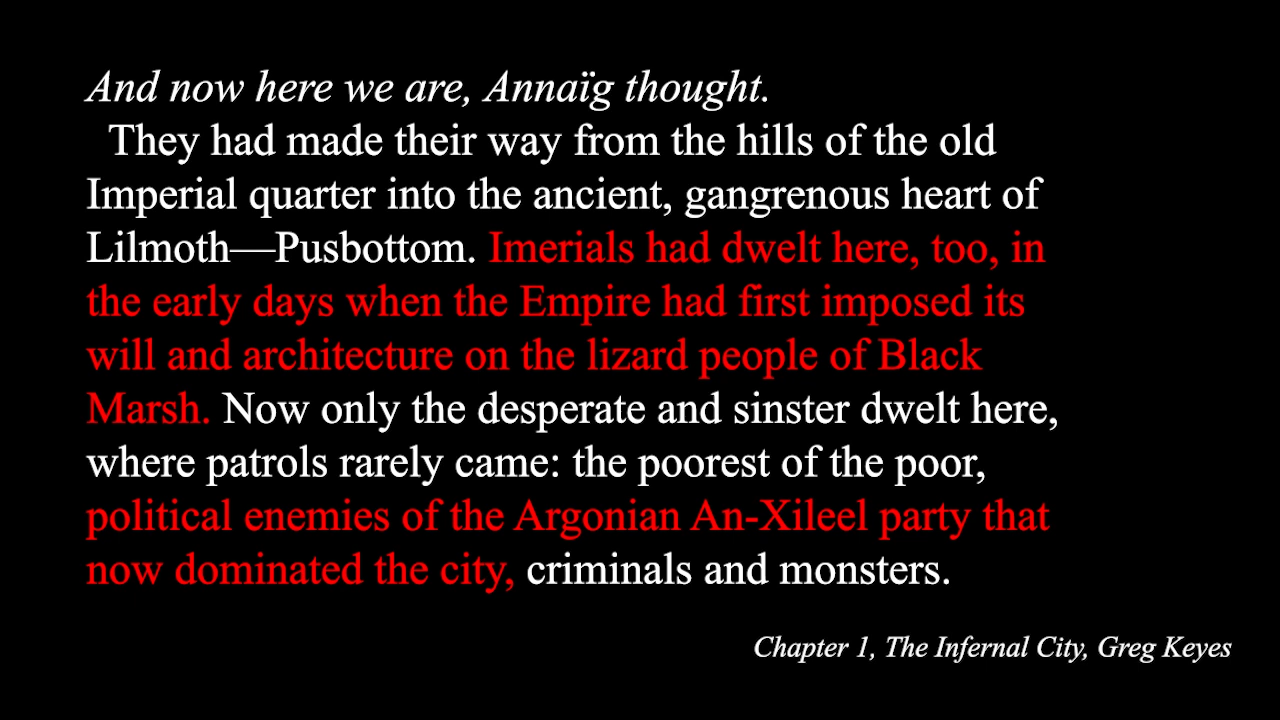 And now here we are, Annaïg thought.
They had made their way from the hills of the old
Imperial quarter into the ancient, gangrenous heart of
Lilmoth—Pusbottom. Imerials had dwelt here, too, in
the early days when the Empire had first imposed its
will and architecture on the lizard people of Black
Marsh. Now only the desperate and sinster dwelt here,
where patrols rarely came: the poorest of the poor,
political enemies of the Argonian An-Xileel party that
now dominated the city, criminals and monsters.
Chapter 1, The Infernal City, Greg Keyes